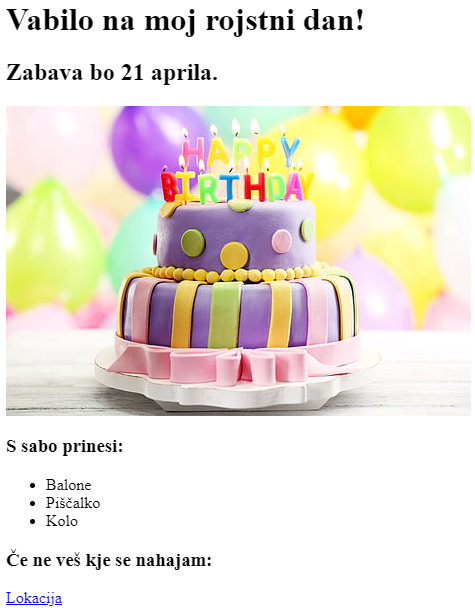 Vabilo na moj rojstni dan!
Zabava bo 21 aprila.
HAPPY
BIRTHDAY
S sabo prinesi:
Balone
Piščalko
Kolo
Če ne veš kje se nahajam:
Lokacija